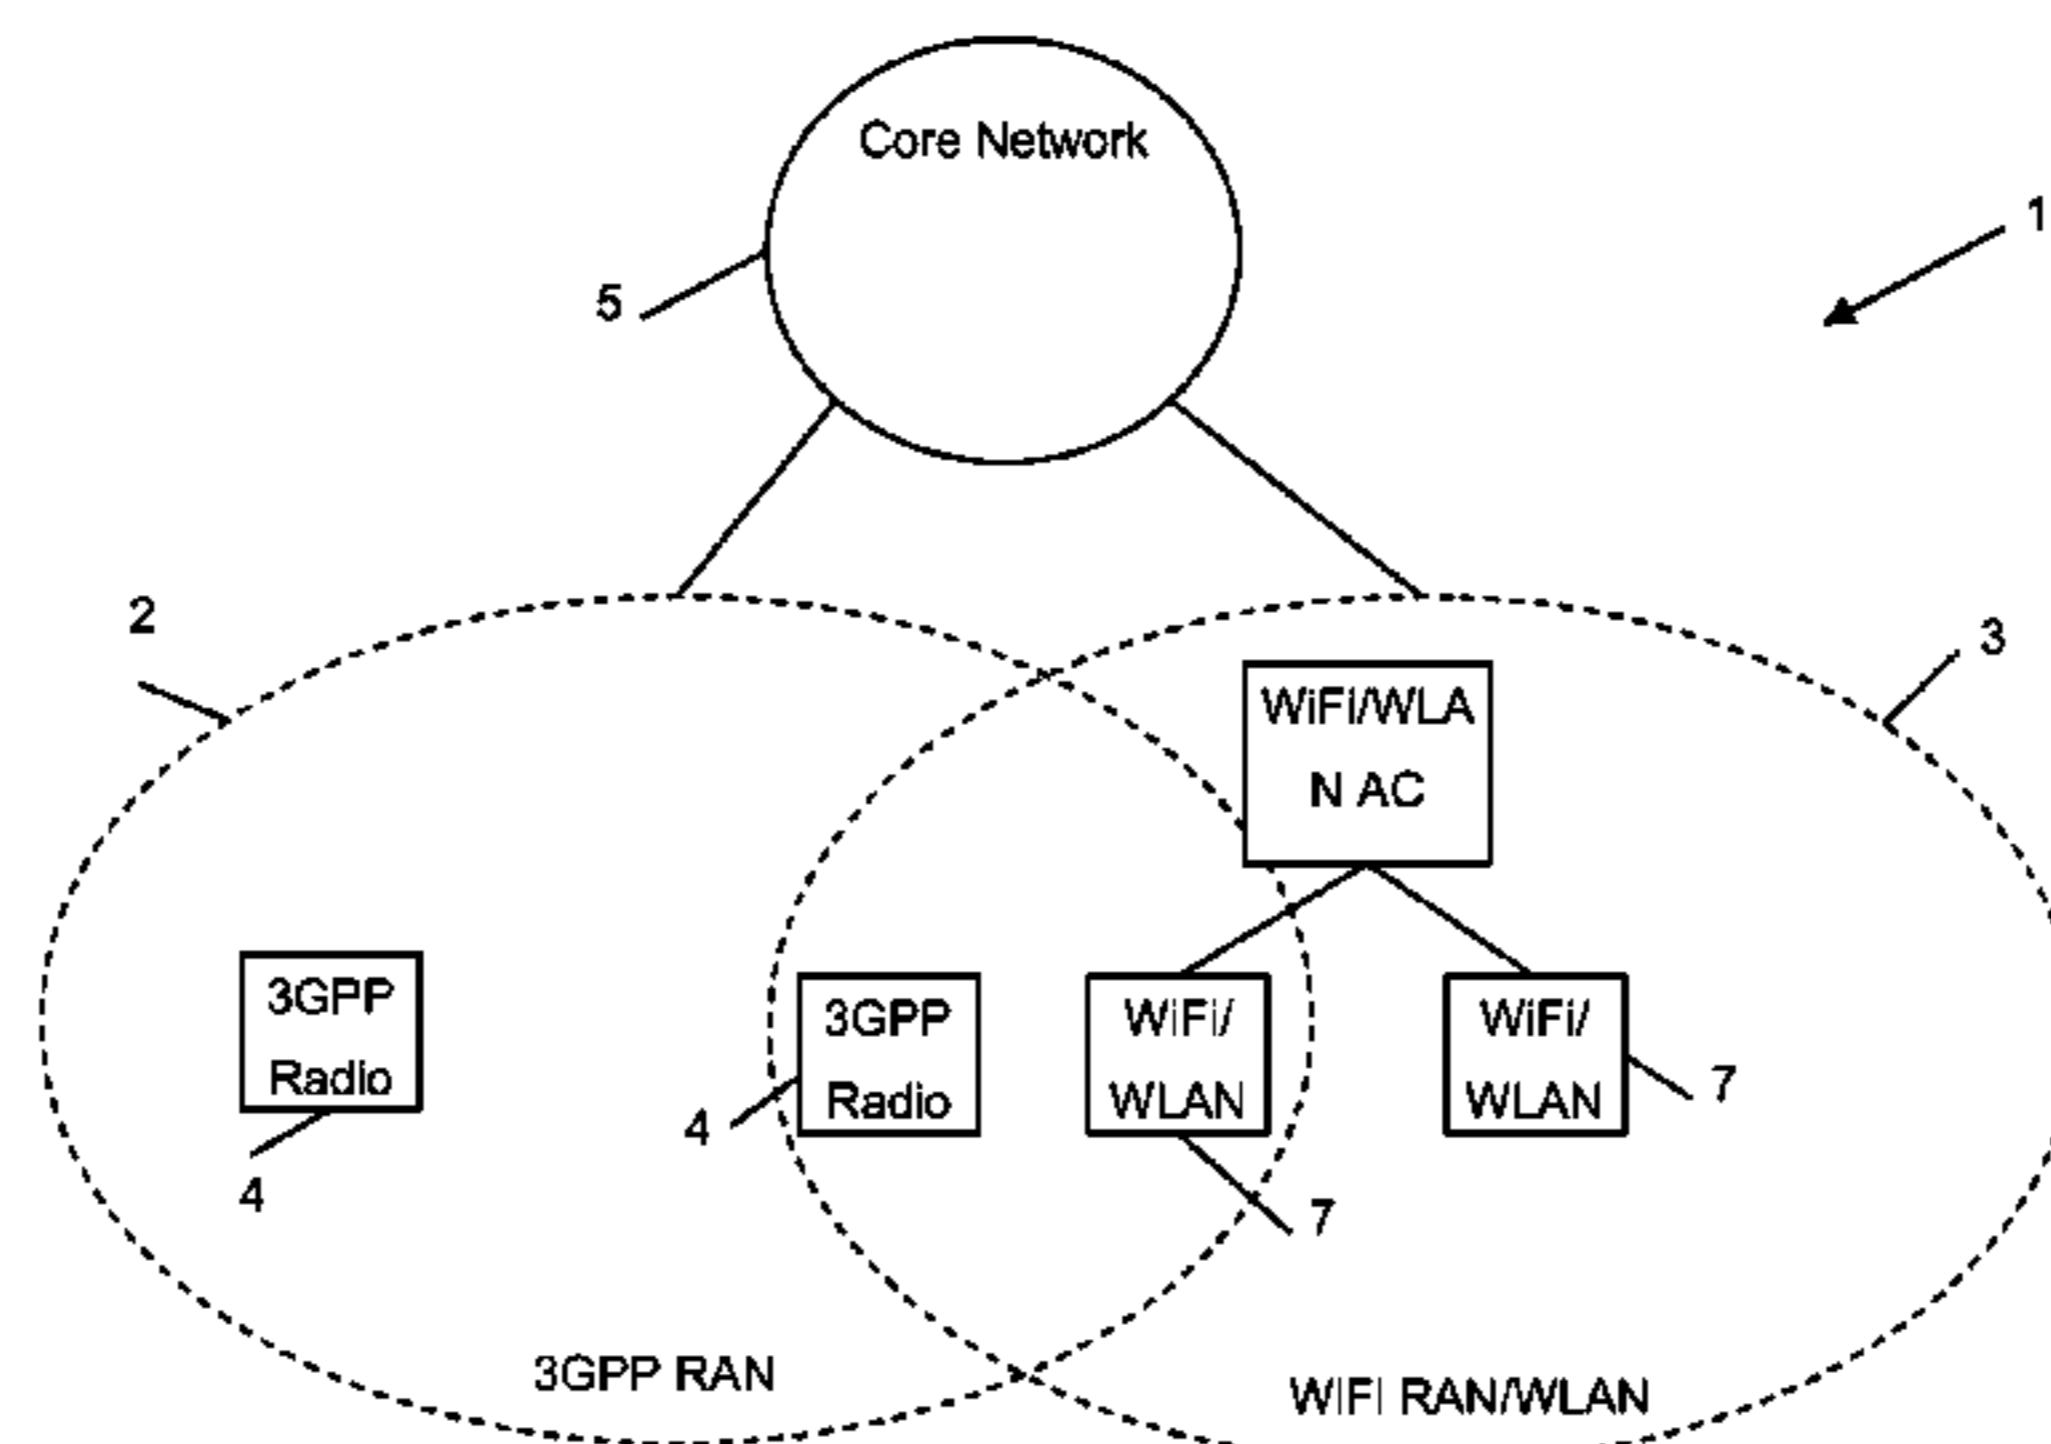 Core Network
1
5
2
3
WiFi/WLA
N AC
3GPP
Radio
3GPP
Radio
WiFi/
WLAN
WiFi/
WLAN
4
4
7
7
3GPP RAN
WIFI RAN/WLAN